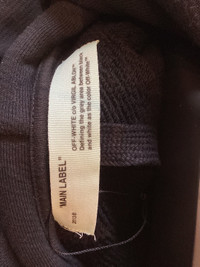 OFF-WHITE c/o VIRGIL ABLOH™
Defining the grey area between black
and white as the color Off-White™
"MAIN LABEL"
2018